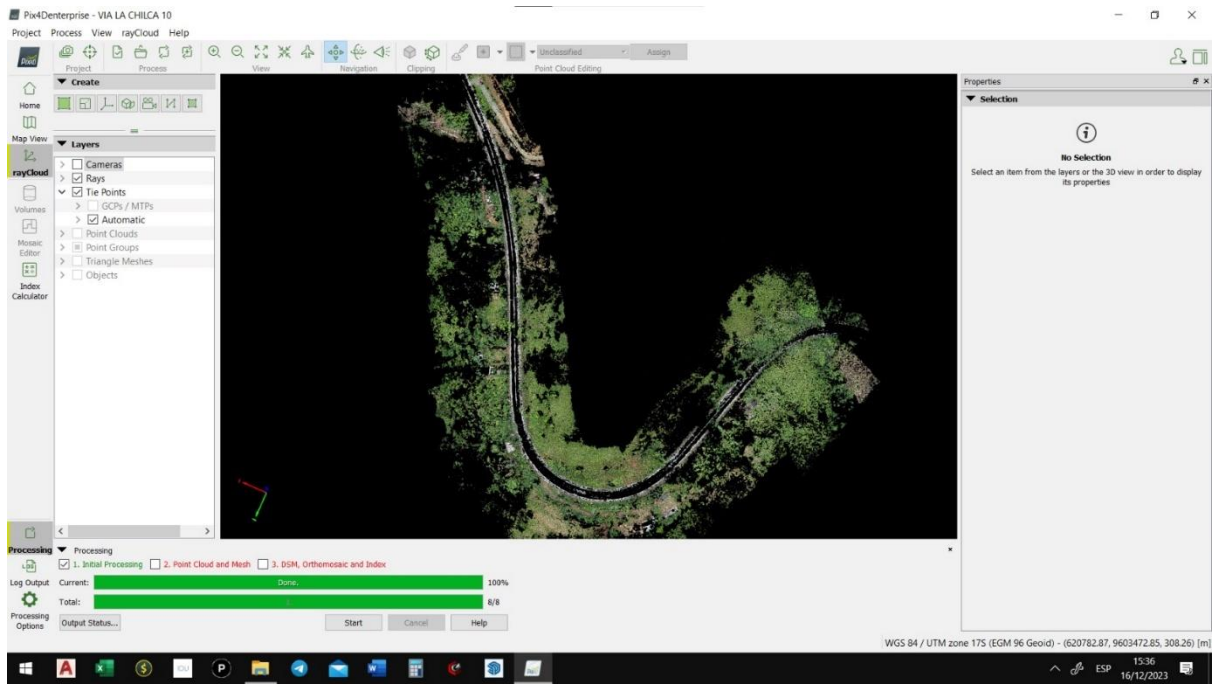 Pix4Denterprise - VIA LA CHILCA 10
Project Process View rayCloud Help
Project Process View Navigation Clipping Point Cloud Editing
Unclassified Assign
Home
Map View
rayCloud
Volumes
Mosaic
Editor
Index
Calculator
Create
Layers
Cameras
Rays
Tie Points
GCPs / MTPs
Automatic
Point Clouds
Point Groups
Triangle Meshes
Objects
Properties
Selection
No Selection
Select an item from the layers or the 3D view in order to display
its properties
Processing
Log Output
Processing
Options
Processing
1. Initial Processing 2. Point Cloud and Mesh 3. DSM, Orthomosaic and Index
Current: Done. 100%
Total: 8/8
Output Status... Start Cancel Help
WGS 84 / UTM zone 17S (EGM 96 Geoid) - (620782.87, 9603472.85, 308.26) [m]
ESP
15:36
16/12/2023